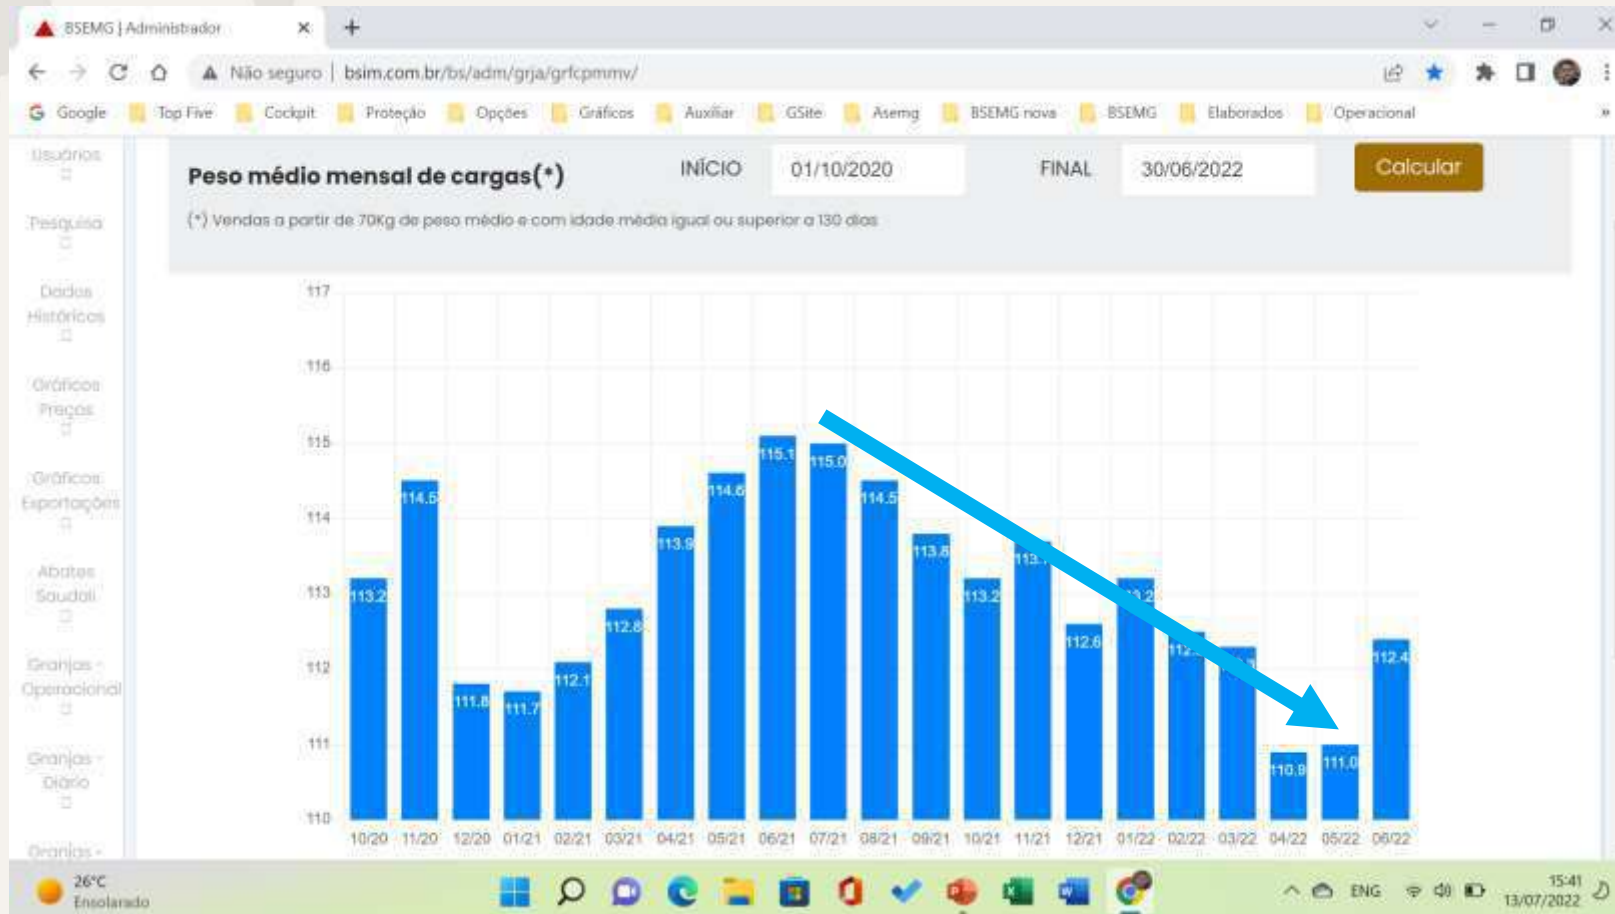 BSEMG | Administrador
Não seguro | bsim.com.br/bs/adm/grja/grfcpmmv/
Google Top Five Cockpit Proteção Opções Gráficos Auxiliar GSite Asemg BSEMG nova BSEMG Elaborados Operacional »
Usuários
Pesquisa
Dados
Históricos
Gráficos
Preços
Gráficos
Exportações
Abates
Saudali
Granjas -
Operacional
Granjas -
Diário
Granjas -
Peso médio mensal de cargas(*)
INÍCIO 01/10/2020 FINAL 30/06/2022 Calcular
(*) Vendas a partir de 70Kg de peso médio e com idade média igual ou superior a 130 dias
117
116
115
114
113
112
111
110
113.2 114.5 111.8 111.7 112.1 112.8 113.9 114.6 115.1 115.0 114.5 113.8 113.2 113. 112.6 112. 110.9 111.0 112.4
10/20 11/20 12/20 01/21 02/21 03/21 04/21 05/21 06/21 07/21 08/21 09/21 10/21 11/21 12/21 01/22 02/22 03/22 04/22 05/22 06/22
26°C
Ensolarado
ENG
15:41
13/07/2022